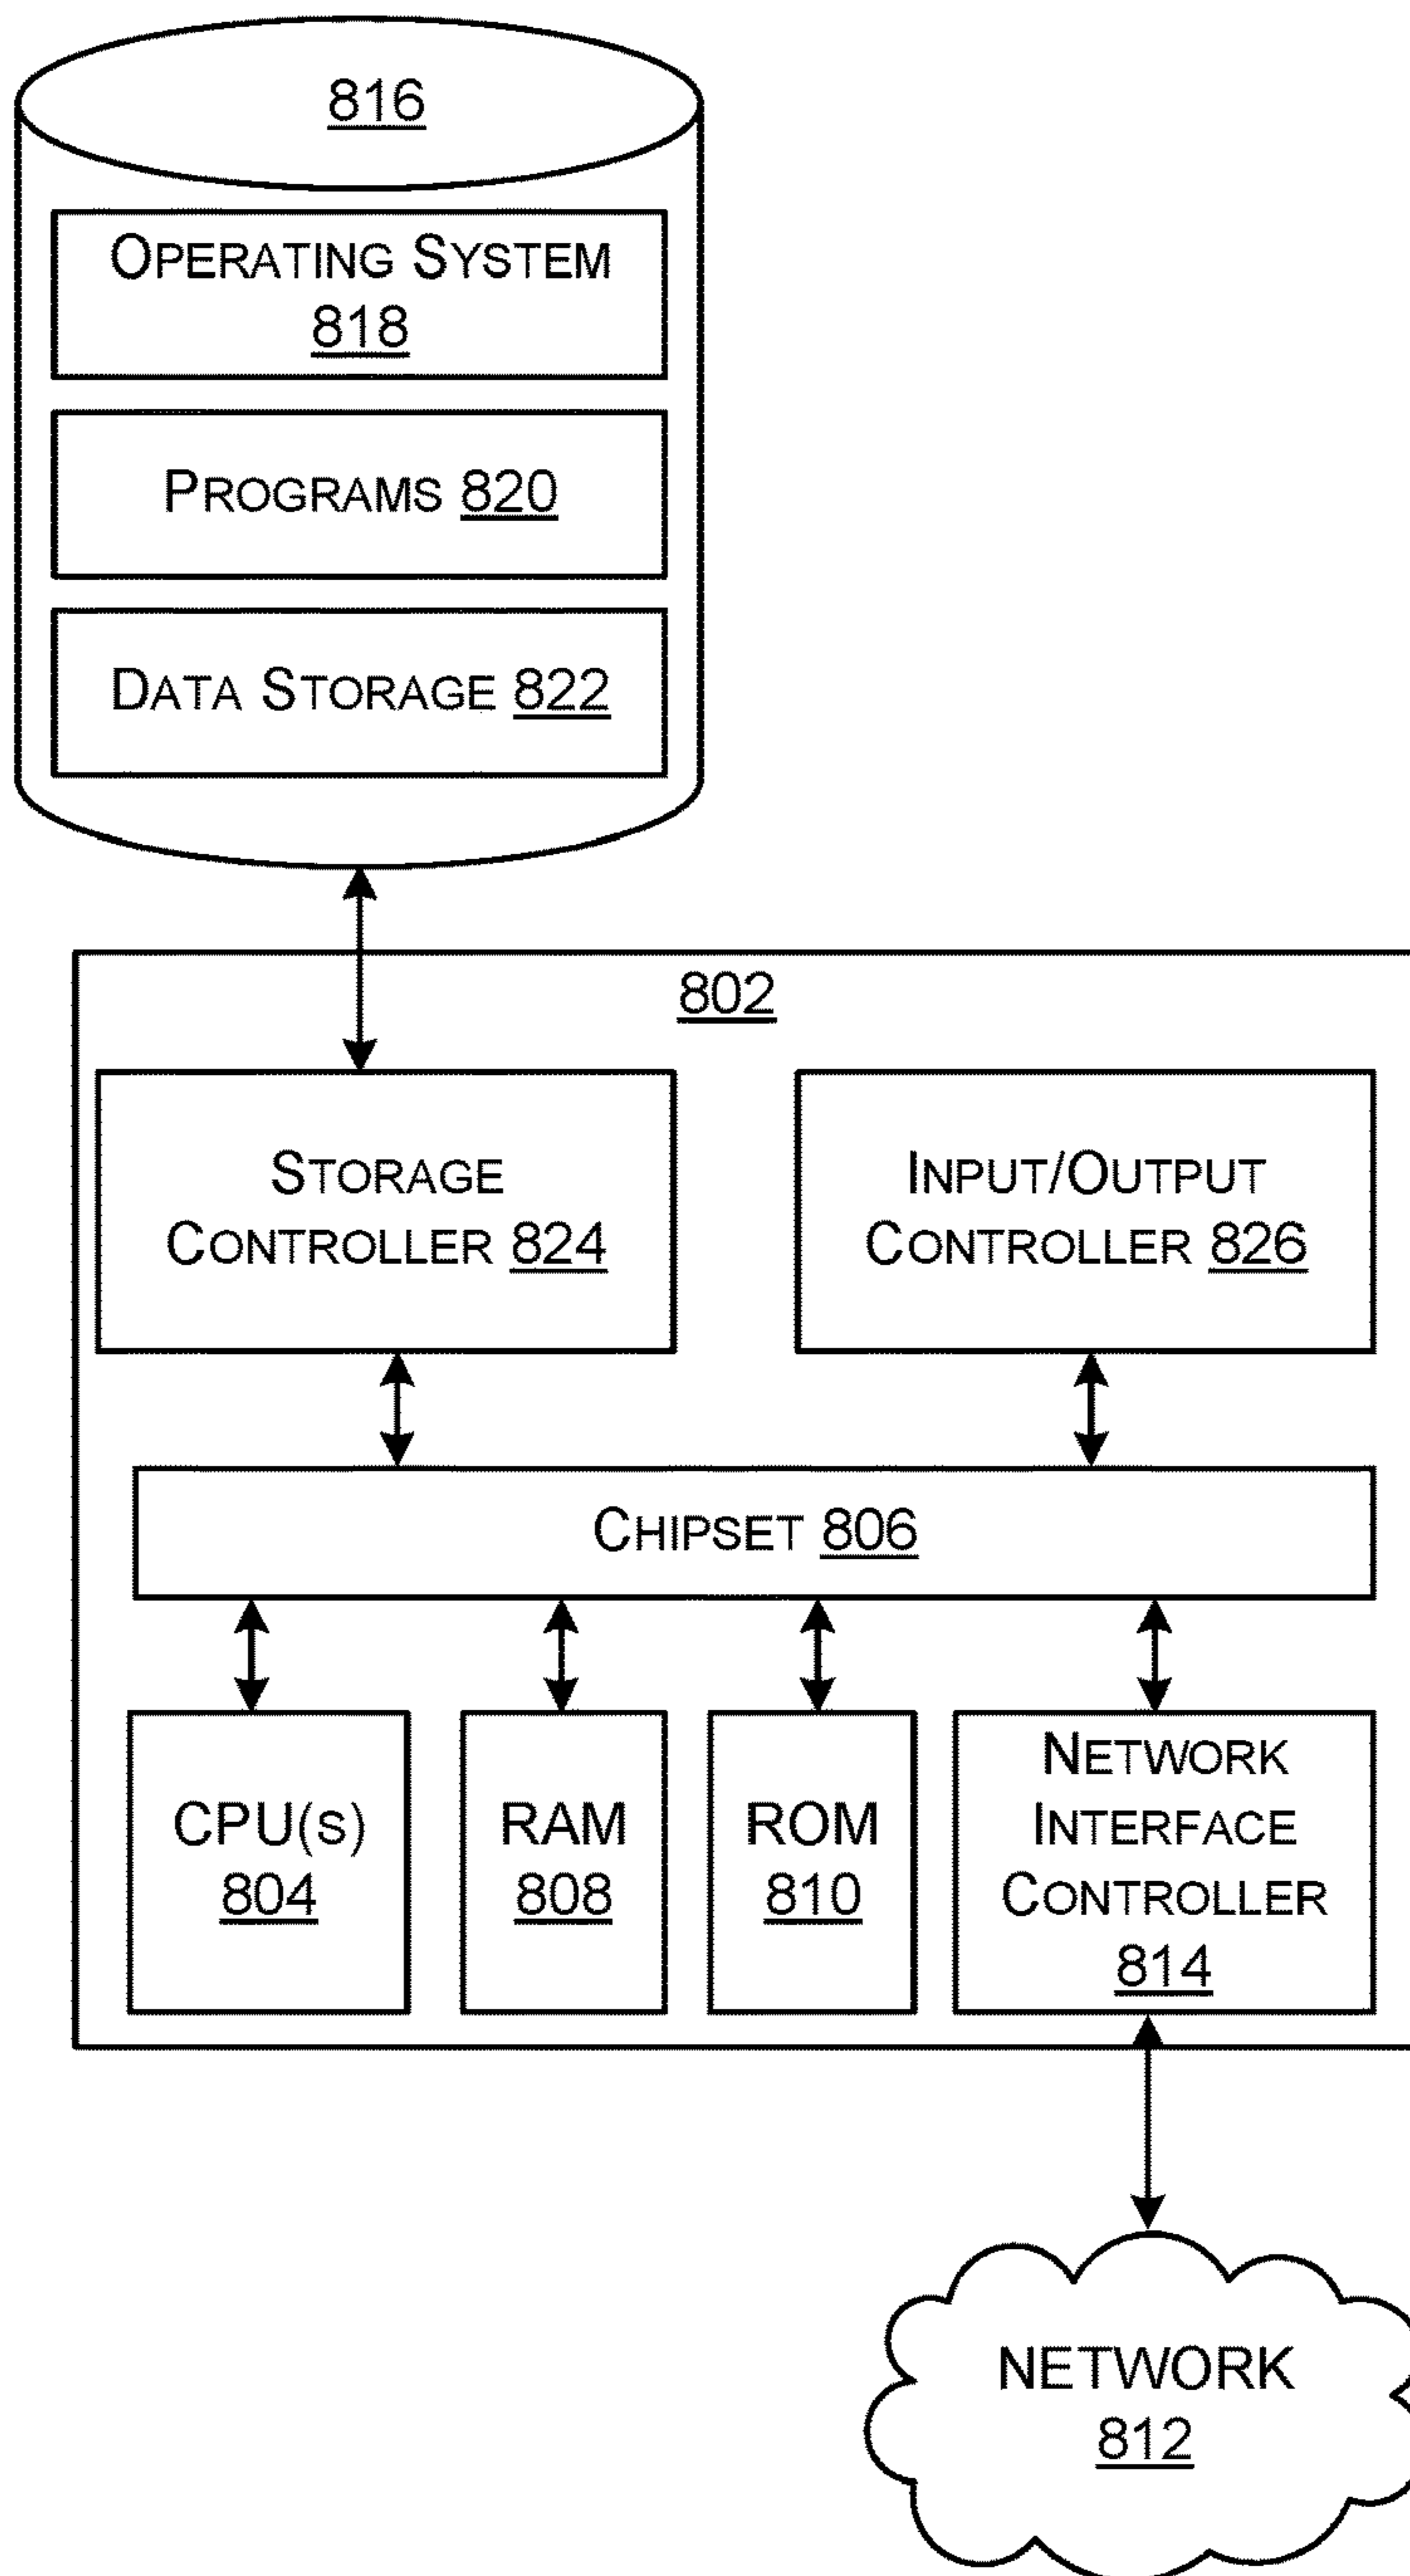 816
OPERATING SYSTEM
818
PROGRAMS 820
DATA STORAGE 822
802
STORAGE
CONTROLLER 824
INPUT/OUTPUT
CONTROLLER 826
CHIPSET 806
CPU(S)
804
RAM
808
ROM
810
NETWORK
INTERFACE
CONTROLLER
814
NETWORK
812